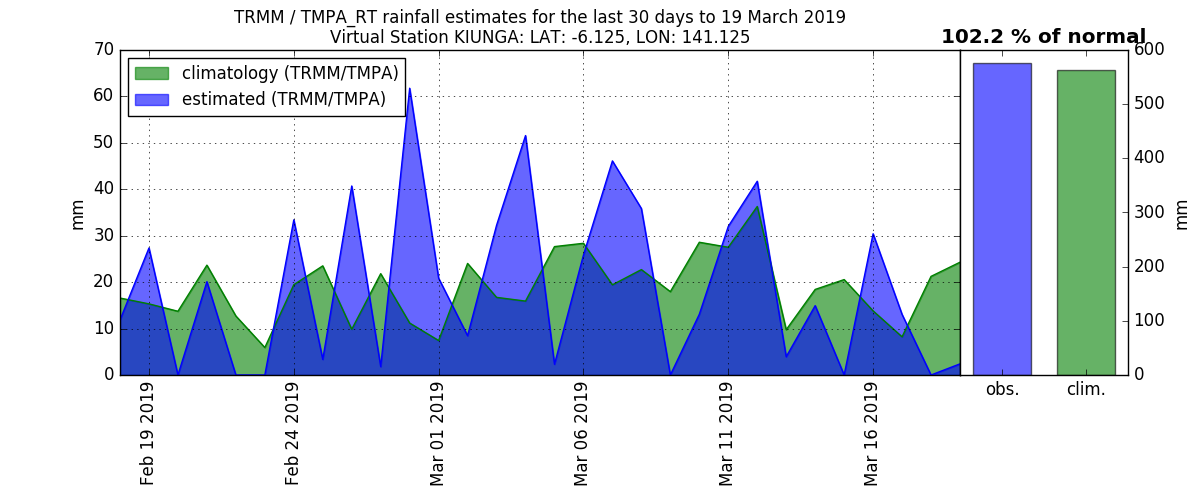 TRMM / TMPA_RT rainfall estimates for the last 30 days to 19 March 2019
Virtual Station KIUNGA: LAT: -6.125, LON: 141.125
102.2 % of normal
climatology (TRMM/TMPA)
estimated (TRMM/TMPA)
70
60
50
40
30
20
10
0
mm
Feb 19 2019
Feb 24 2019
Mar 01 2019
Mar 06 2019
Mar 11 2019
Mar 16 2019
600
500
400
300
200
100
0
mm
obs.
clim.